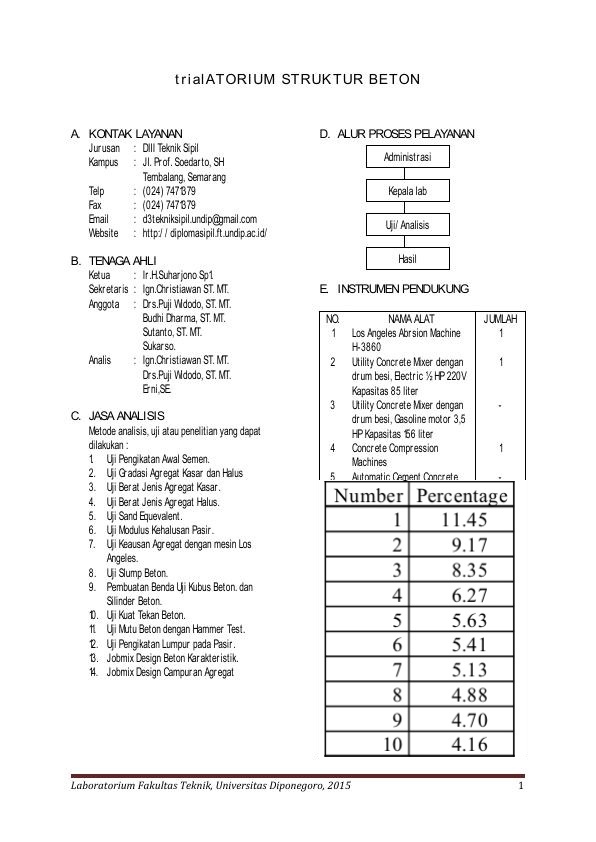 trialATORIUM STRUKTUR BETON
A. KONTAK LAYANAN
Jurusan : DIII Teknik Sipil
Kampus : Jl. Prof. Soedarto, SH
Tembalang, Semarang
Telp : (024) 7471379
Fax : (024) 7471379
Email : d3tekniksipil.undip@gmail.com
Website : http:/ / diplomasipil.ft.undip.ac.id/
B. TENAGA AHLI
Ketua : Ir.H.Suharjono Sp1.
Sekretaris : Ign.Christiawan ST. MT.
Anggota : Drs.Puji Widodo, ST. MT.
Budhi Dharma, ST. MT.
Sutanto, ST. MT.
Sukarso.
Analis : Ign.Christiawan ST. MT.
Drs.Puji Widodo, ST. MT.
Erni,SE.
C. JASA ANALISIS
Metode analisis, uji atau penelitian yang dapat
dilakukan :
1. Uji Pengikatan Awal Semen.
2. Uji Gradasi Agregat Kasar dan Halus
3. Uji Berat Jenis Agregat Kasar.
4. Uji Berat Jenis Agregat Halus.
5. Uji Sand Equevalent.
6. Uji Modulus Kehalusan Pasir.
7. Uji Keausan Agregat dengan mesin Los
Angeles.
8. Uji Slump Beton.
9. Pembuatan Benda Uji Kubus Beton. dan
Silinder Beton.
10. Uji Kuat Tekan Beton.
11. Uji Mutu Beton dengan Hammer Test.
12. Uji Pengikatan Lumpur pada Pasir.
13. Jobmix Design Beton Karakteristik.
14. Jobmix Design Campuran Agregat
D. ALUR PROSES PELAYANAN
Administrasi
Kepala lab
Uji/ Analisis
Hasil
E. INSTRUMEN PENDUKUNG
NO. NAMA ALAT JUMLAH
1 Los Angeles Abrsion Machine 1
H-3860
2 Utility Concrete Mixer dengan 1
drum besi, Electric ½ HP 220V
Kapasitas 85 liter
3 Utility Concrete Mixer dengan -
drum besi, Gasoline motor 3,5
HP Kapasitas 156 liter
4 Concrete Compression 1
Machines
5 Automatic Cement Concrete -
Number Percentage
1 11.45
2 9.17
3 8.35
4 6.27
5 5.63
6 5.41
7 5.13
8 4.88
9 4.70
10 4.16
Laboratorium Fakultas Teknik, Universitas Diponegoro, 2015 1